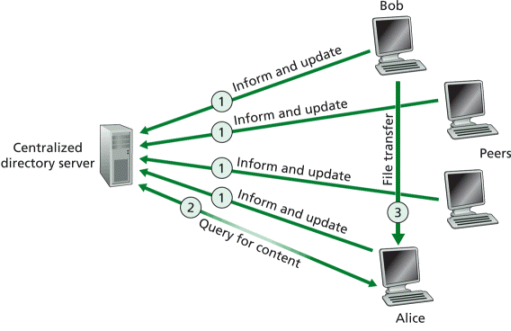 Bob
Inform and update
1
Inform and update
1
Centralized
directory server
File transfer
Peers
1
Inform and update
1
Inform and update
2
Query for content
3
Alice